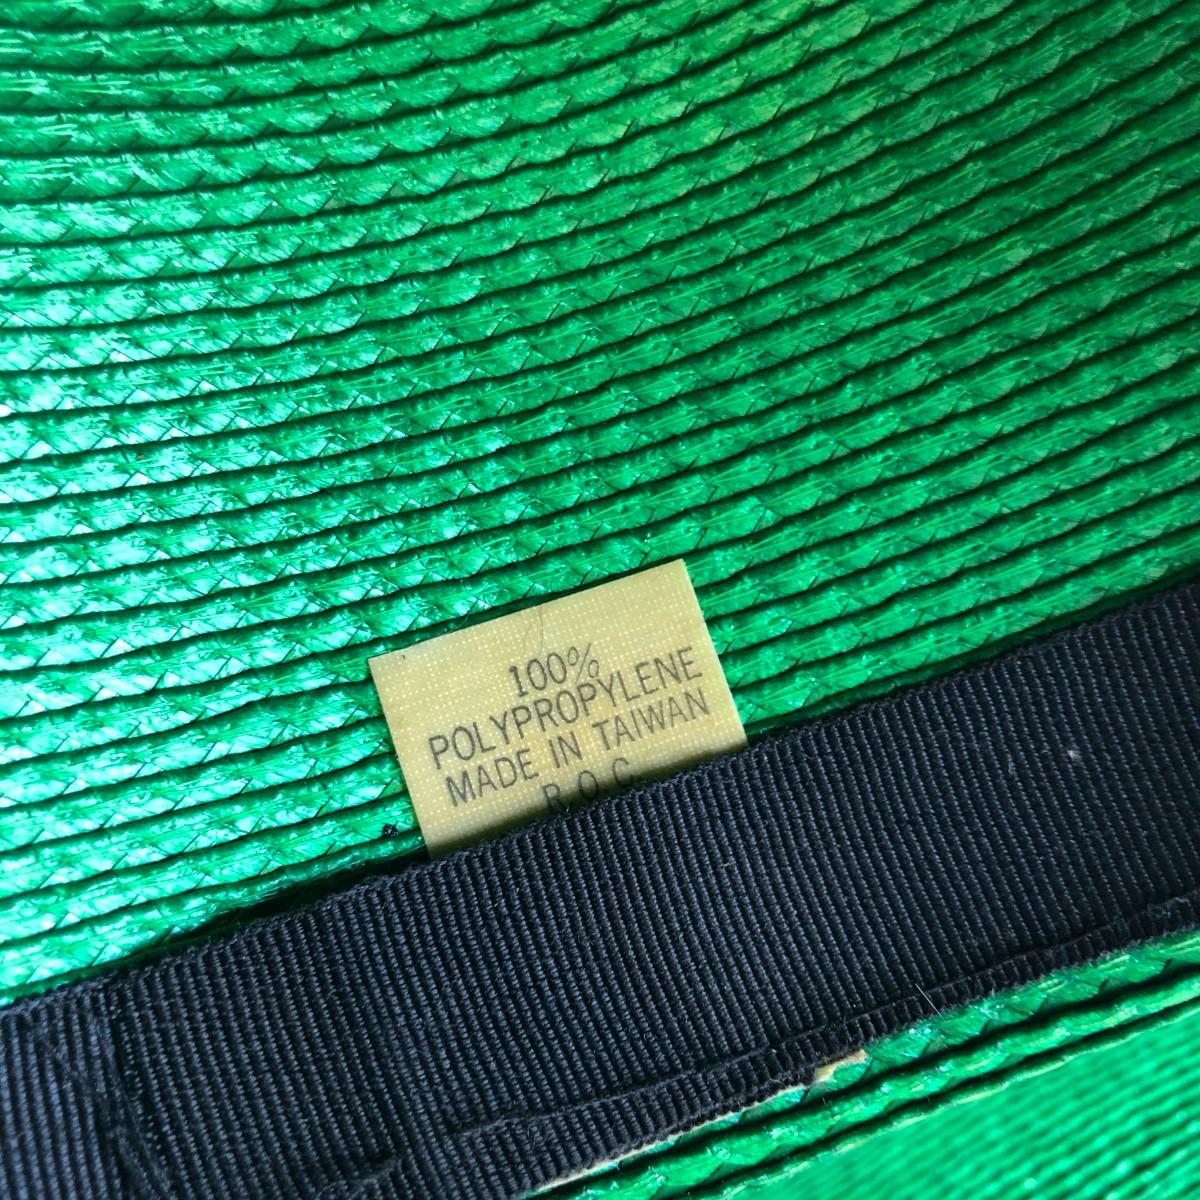 100%
POLYPROPYLENE
MADE IN TAIWAN
R.O.C.